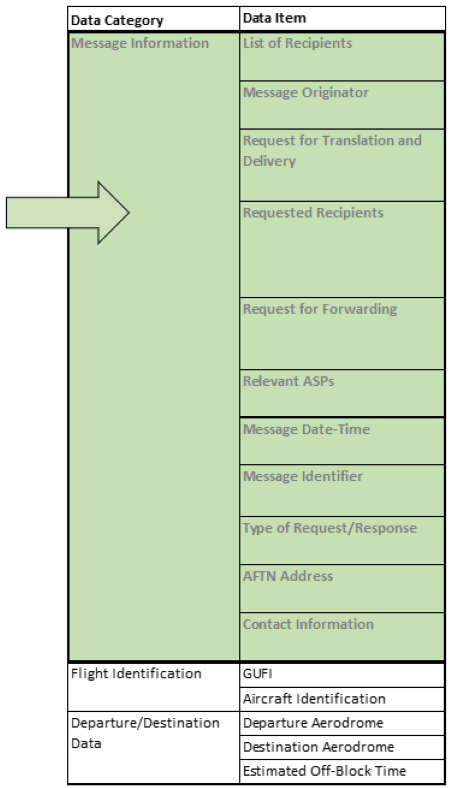 Data Category Data Item
Message Information List of Recipients
Message Originator
Request for Translation and
Delivery
Requested Recipients
Request for Forwarding
Relevant ASPs
Message Date-Time
Message Identifier
Type of Request/Response
AFTN Address
Contact Information
Flight Identification GUFI
Aircraft Identification
Departure/Destination Departure Aerodrome
Data Destination Aerodrome
Estimated Off-Block Time